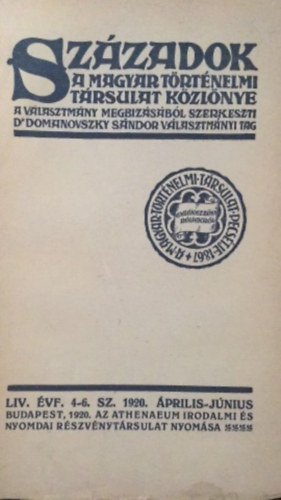 SZÁZADOK
A MAGYAR TÖRTÉNELMI
TÁRSULAT KÖZLÖNYE
A VÁLASZTMÁNY MEGBIZÁSÁBÓL SZERKESZTI
DR DOMANOVSZKY SÁNDOR VÁLASZTMÁNYI TAG
A·MAGYAR·TÖRTÉNELMI·TÁRSULAT·PECSÉTJE·1867
LIV. ÉVF. 4-6. SZ. 1920. ÁPRILIS-JÚNIUS
BUDAPEST, 1920. AZ ATHENAEUM IRODALMI ÉS
NYOMDAI RÉSZVÉNYTÁRSULAT NYOMÁSA